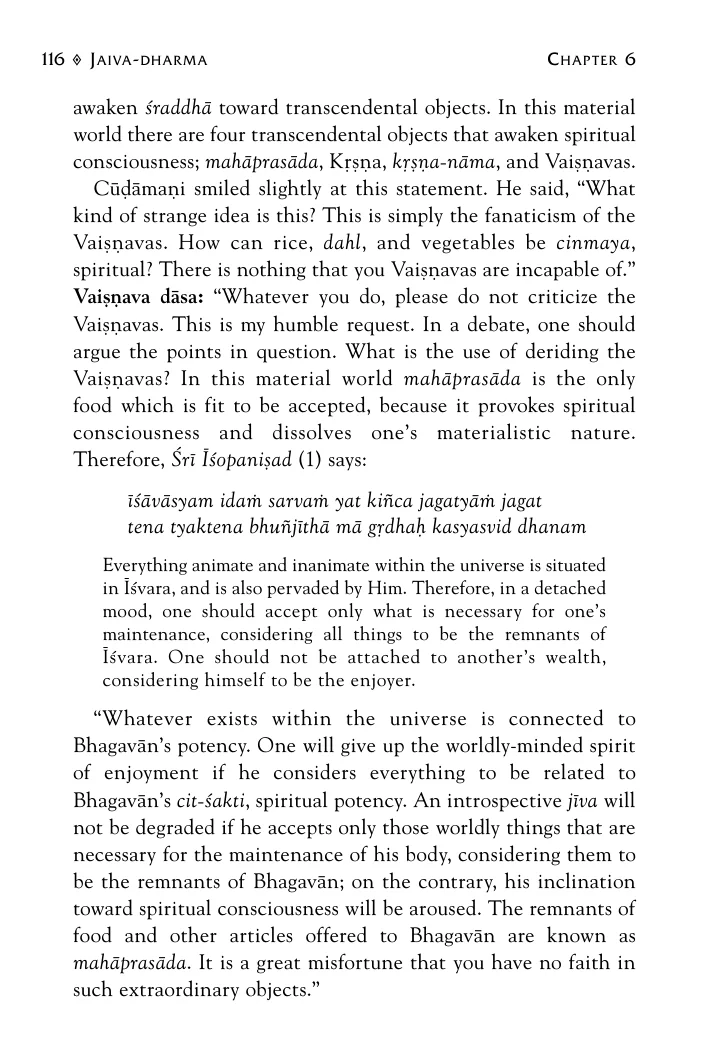 116 ◊ JAIVA-DHARMA CHAPTER 6
awaken śraddhā toward transcendental objects. In this material
world there are four transcendental objects that awaken spiritual
consciousness; mahāprasāda, Kṛṣṇa, kṛṣṇa-nāma, and Vaiṣṇavas.
Cūḍāmaṇi smiled slightly at this statement. He said, “What
kind of strange idea is this? This is simply the fanaticism of the
Vaiṣṇavas. How can rice, dahl, and vegetables be cinmaya,
spiritual? There is nothing that you Vaiṣṇavas are incapable of.”
Vaiṣṇava dāsa: “Whatever you do, please do not criticize the
Vaiṣṇavas. This is my humble request. In a debate, one should
argue the points in question. What is the use of deriding the
Vaiṣṇavas? In this material world mahāprasāda is the only
food which is fit to be accepted, because it provokes spiritual
consciousness and dissolves one’s materialistic nature.
Therefore, Śrī Īśopaniṣad (1) says:
īśāvāsyam idaṁ sarvaṁ yat kiñca jagatyāṁ jagat
tena tyaktena bhuñjīthā mā gṛdhaḥ kasyasvid dhanam
Everything animate and inanimate within the universe is situated
in Īśvara, and is also pervaded by Him. Therefore, in a detached
mood, one should accept only what is necessary for one’s
maintenance, considering all things to be the remnants of
Īśvara. One should not be attached to another’s wealth,
considering himself to be the enjoyer.
“Whatever exists within the universe is connected to
Bhagavān’s potency. One will give up the worldly-minded spirit
of enjoyment if he considers everything to be related to
Bhagavān’s cit-śakti, spiritual potency. An introspective jīva will
not be degraded if he accepts only those worldly things that are
necessary for the maintenance of his body, considering them to
be the remnants of Bhagavān; on the contrary, his inclination
toward spiritual consciousness will be aroused. The remnants of
food and other articles offered to Bhagavān are known as
mahāprasāda. It is a great misfortune that you have no faith in
such extraordinary objects.”